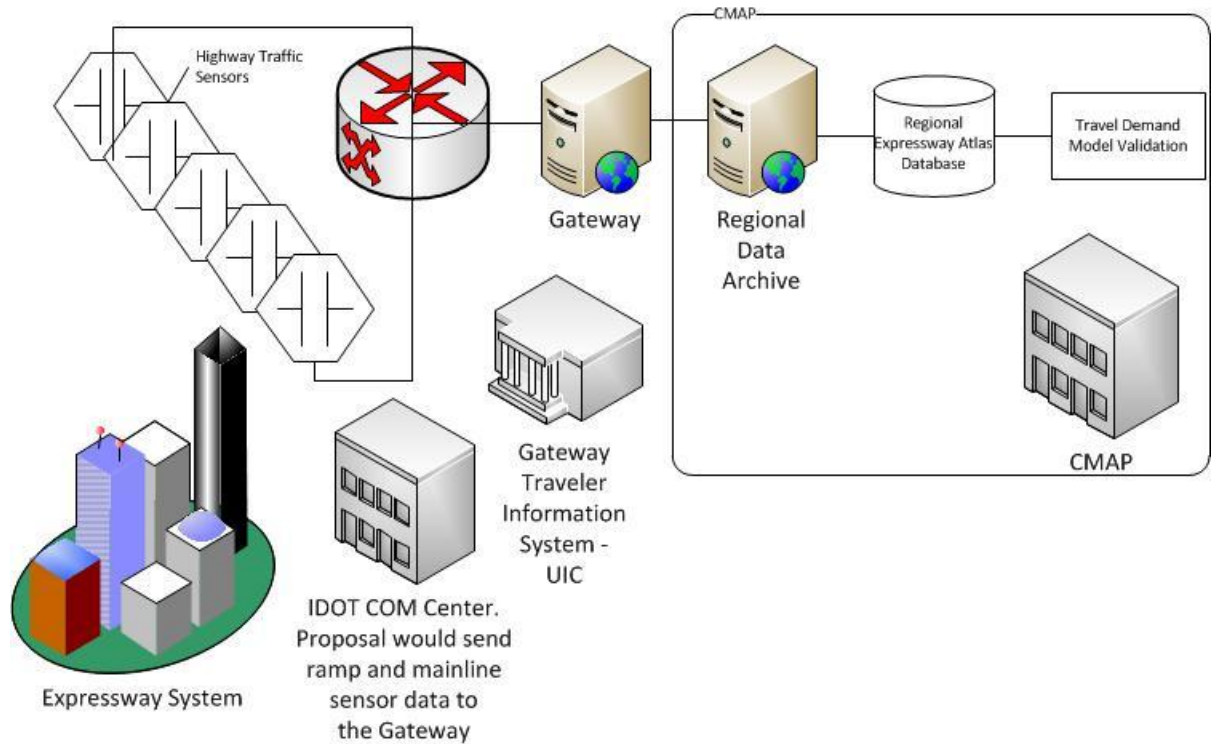 CMAP
Highway Traffic
Sensors
Gateway
Regional
Data
Archive
Regional
Expressway Atlas
Database
Travel Demand
Model Validation
CMAP
Gateway
Traveler
Information
System -
UIC
IDOT COM Center.
Proposal would send
ramp and mainline
sensor data to
the Gateway
Expressway System